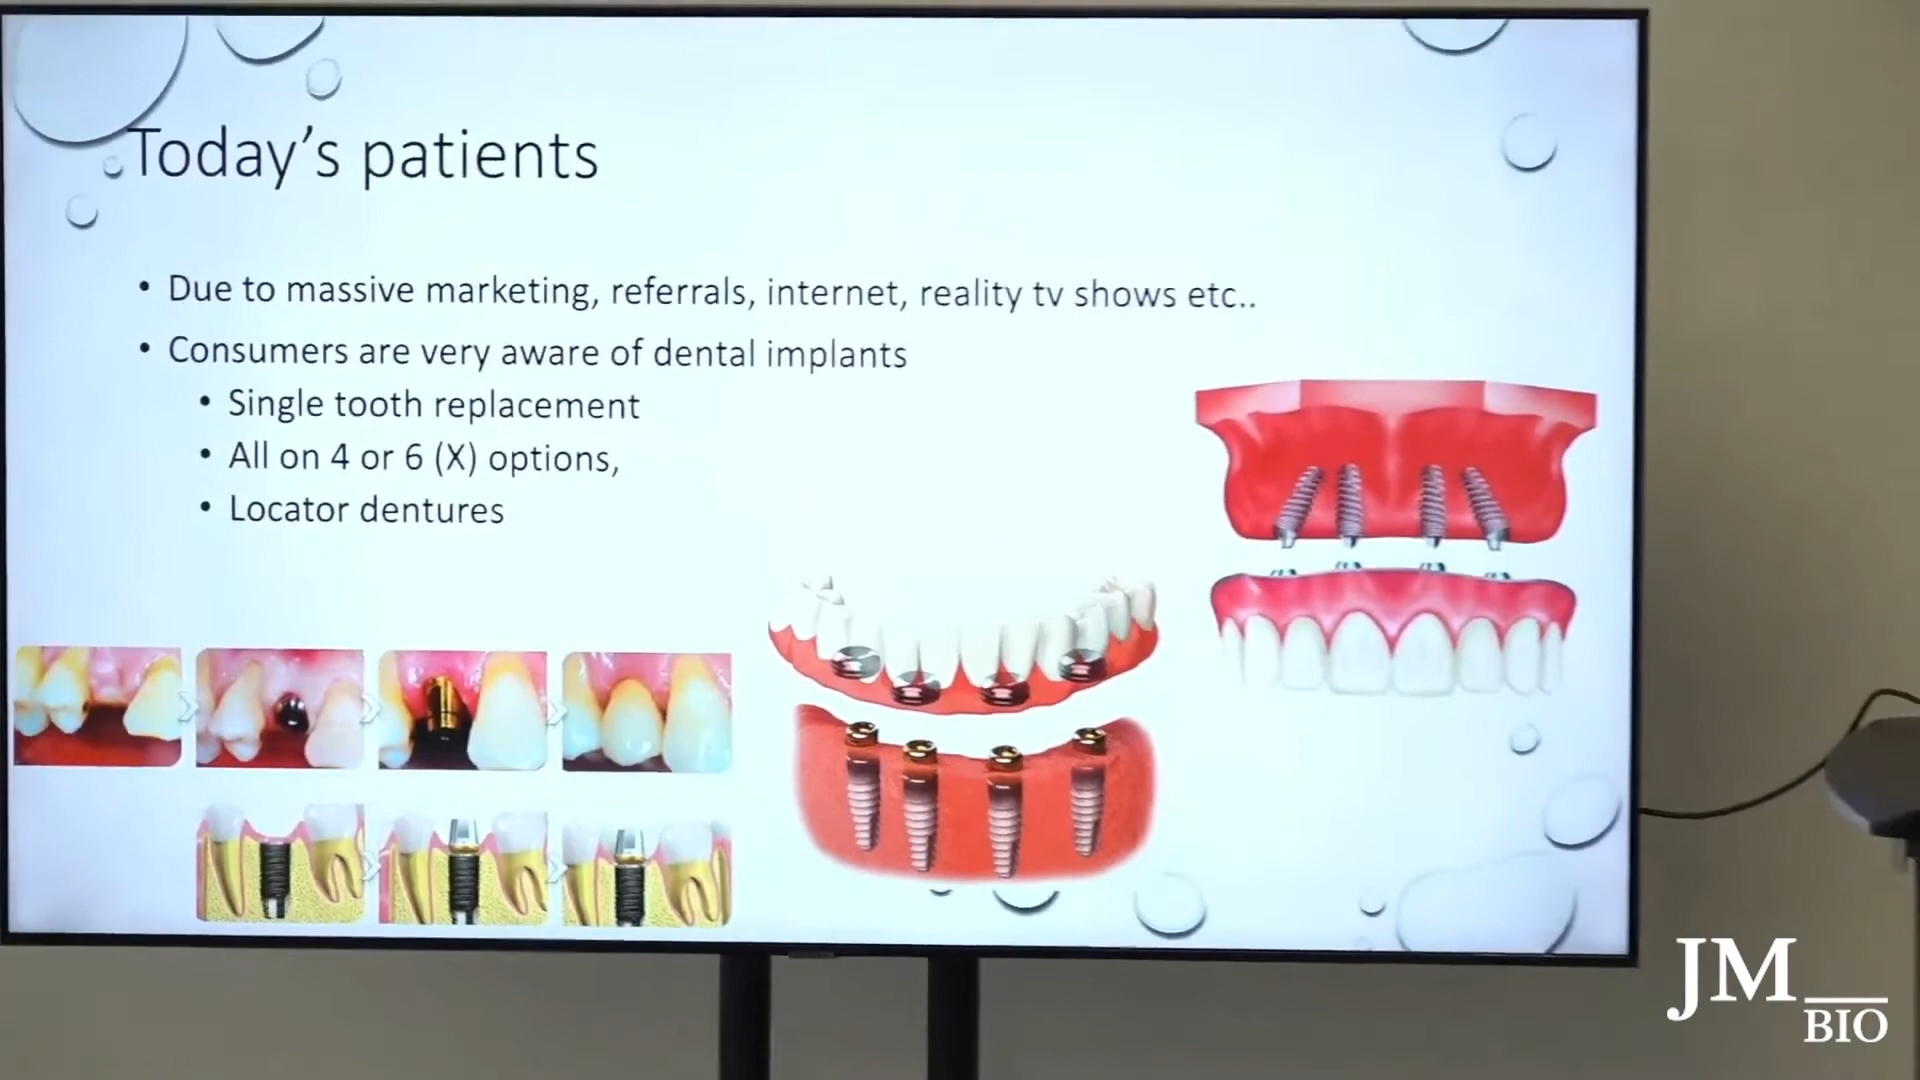 Today’s patients
• Due to massive marketing, referrals, internet, reality tv shows etc..
• Consumers are very aware of dental implants
• Single tooth replacement
• All on 4 or 6 (X) options,
• Locator dentures
JM
BIO